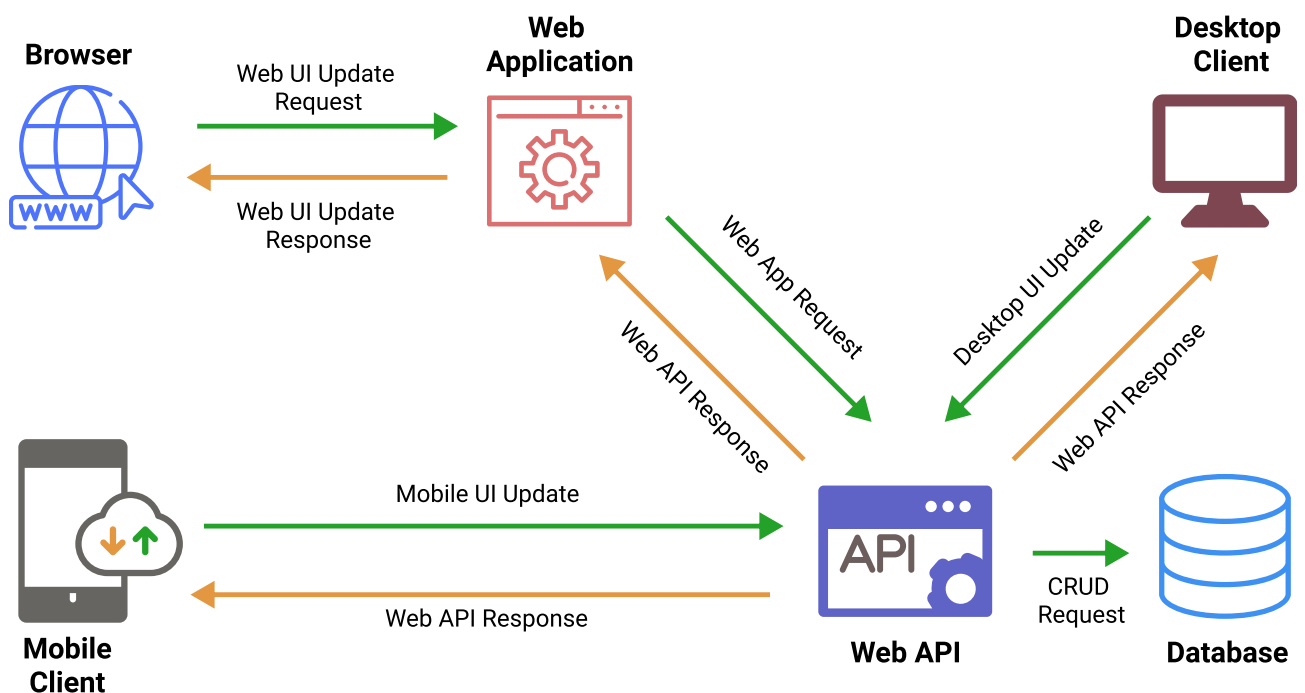 Browser
Web UI Update
Request
Web UI Update
Response
WWW
Web
Application
Desktop
Client
Web App Request
Web API Response
Desktop UI Update
Web API Response
Mobile UI Update
Web API Response
Mobile
Client
API
Web API
CRUD
Request
Database